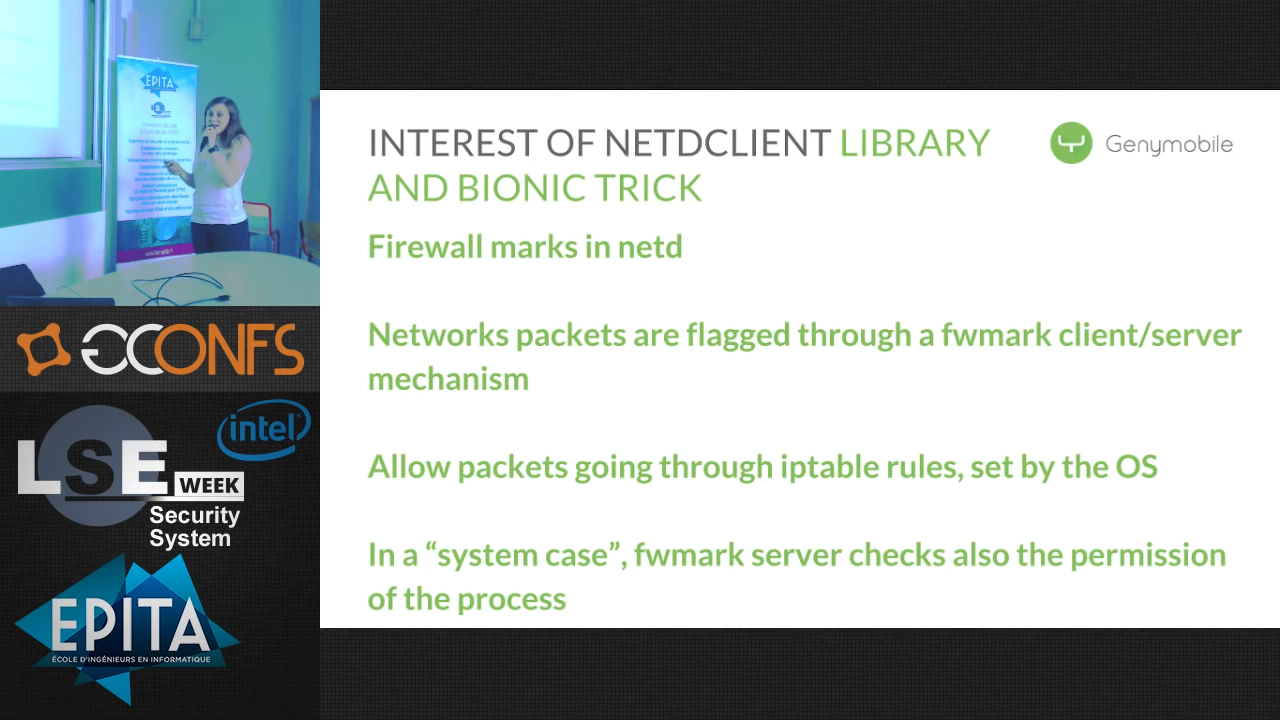 INTEREST OF NETDCLIENT LIBRARY
AND BIONIC TRICK
Genymobile
Firewall marks in netd
Networks packets are flagged through a fwmark client/server
mechanism
Allow packets going through iptable rules, set by the OS
In a “system case”, fwmark server checks also the permission
of the process
EPITA
GCONFS
intel
LSE
WEEK
Security
System
EPITA
ÉCOLE D'INGÉNIEURS EN INFORMATIQUE